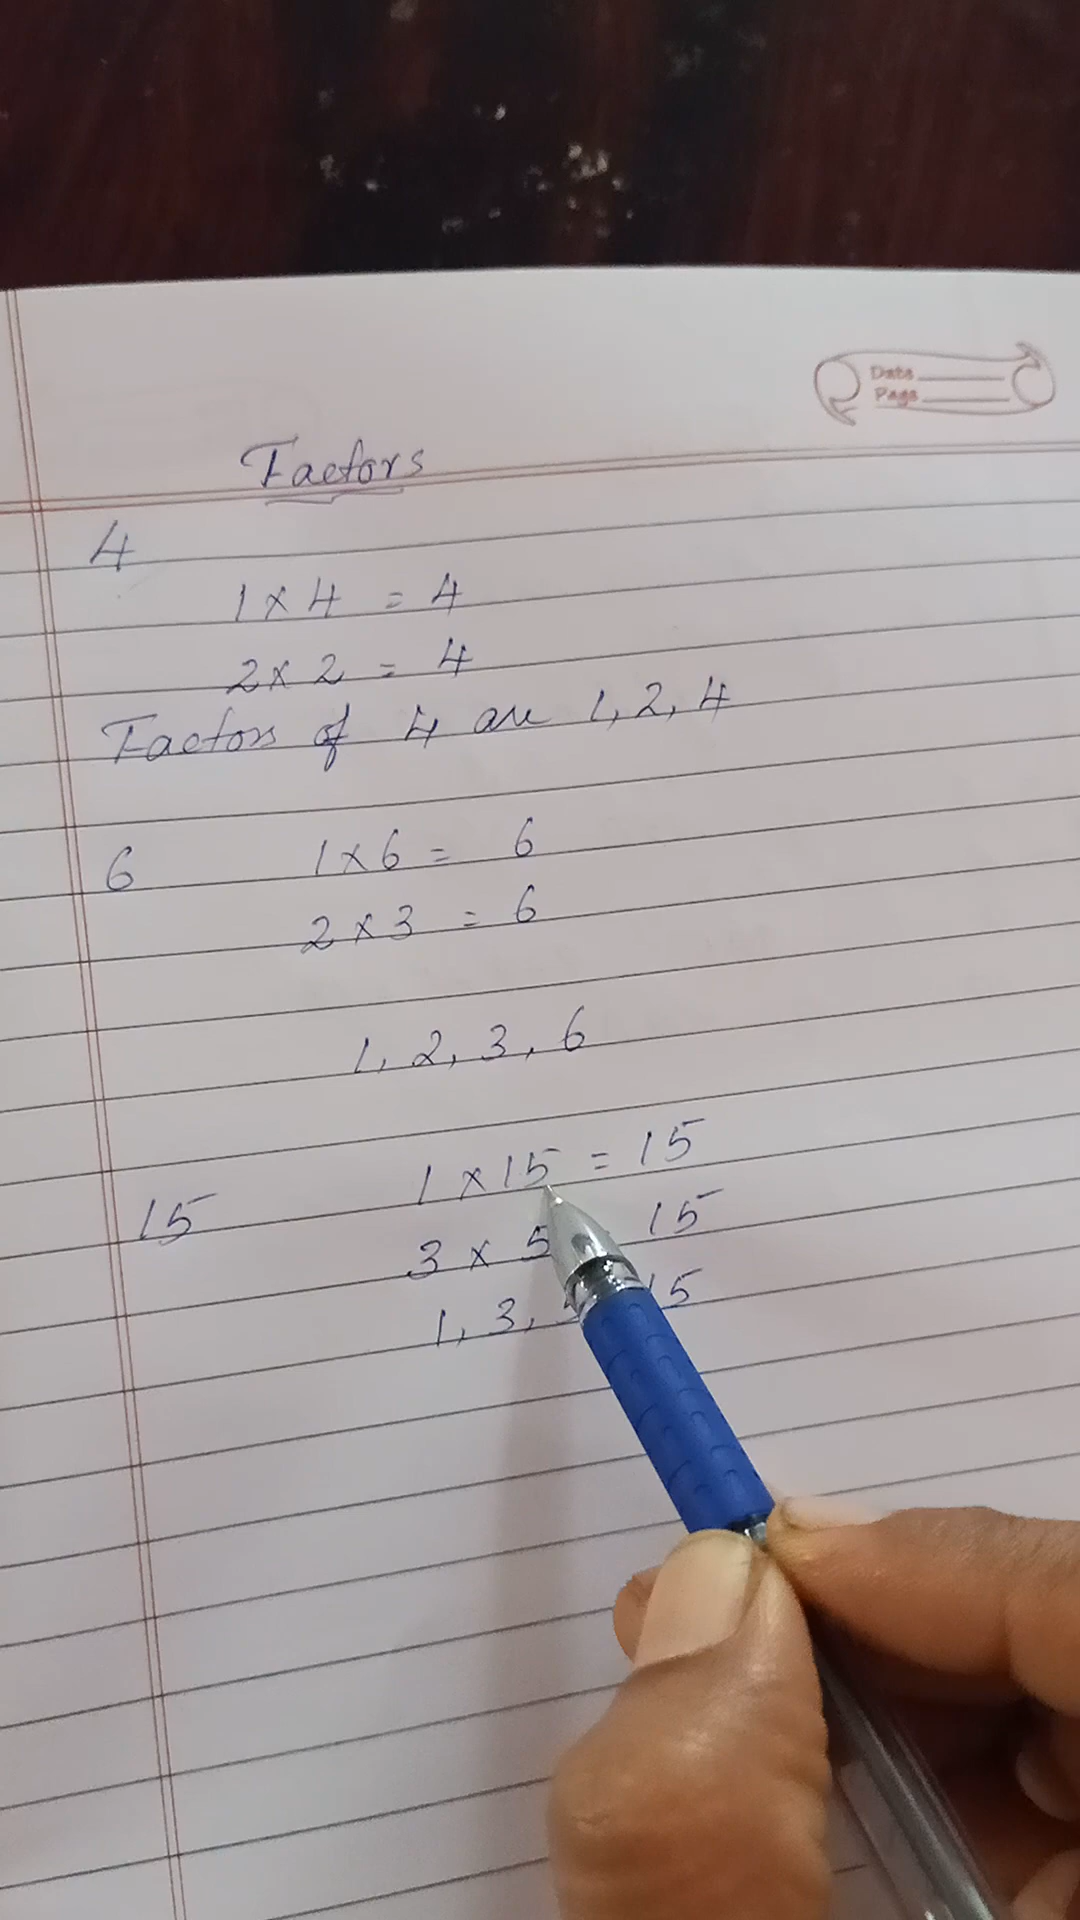 Date
Page
Factors
4
1 × 4 = 4
2 × 2 = 4
Factors of 4 are 1, 2, 4
6 1 × 6 = 6
2 × 3 = 6
1, 2, 3, 6
15 1 × 15 = 15
3 × 5 15
1, 3, 15